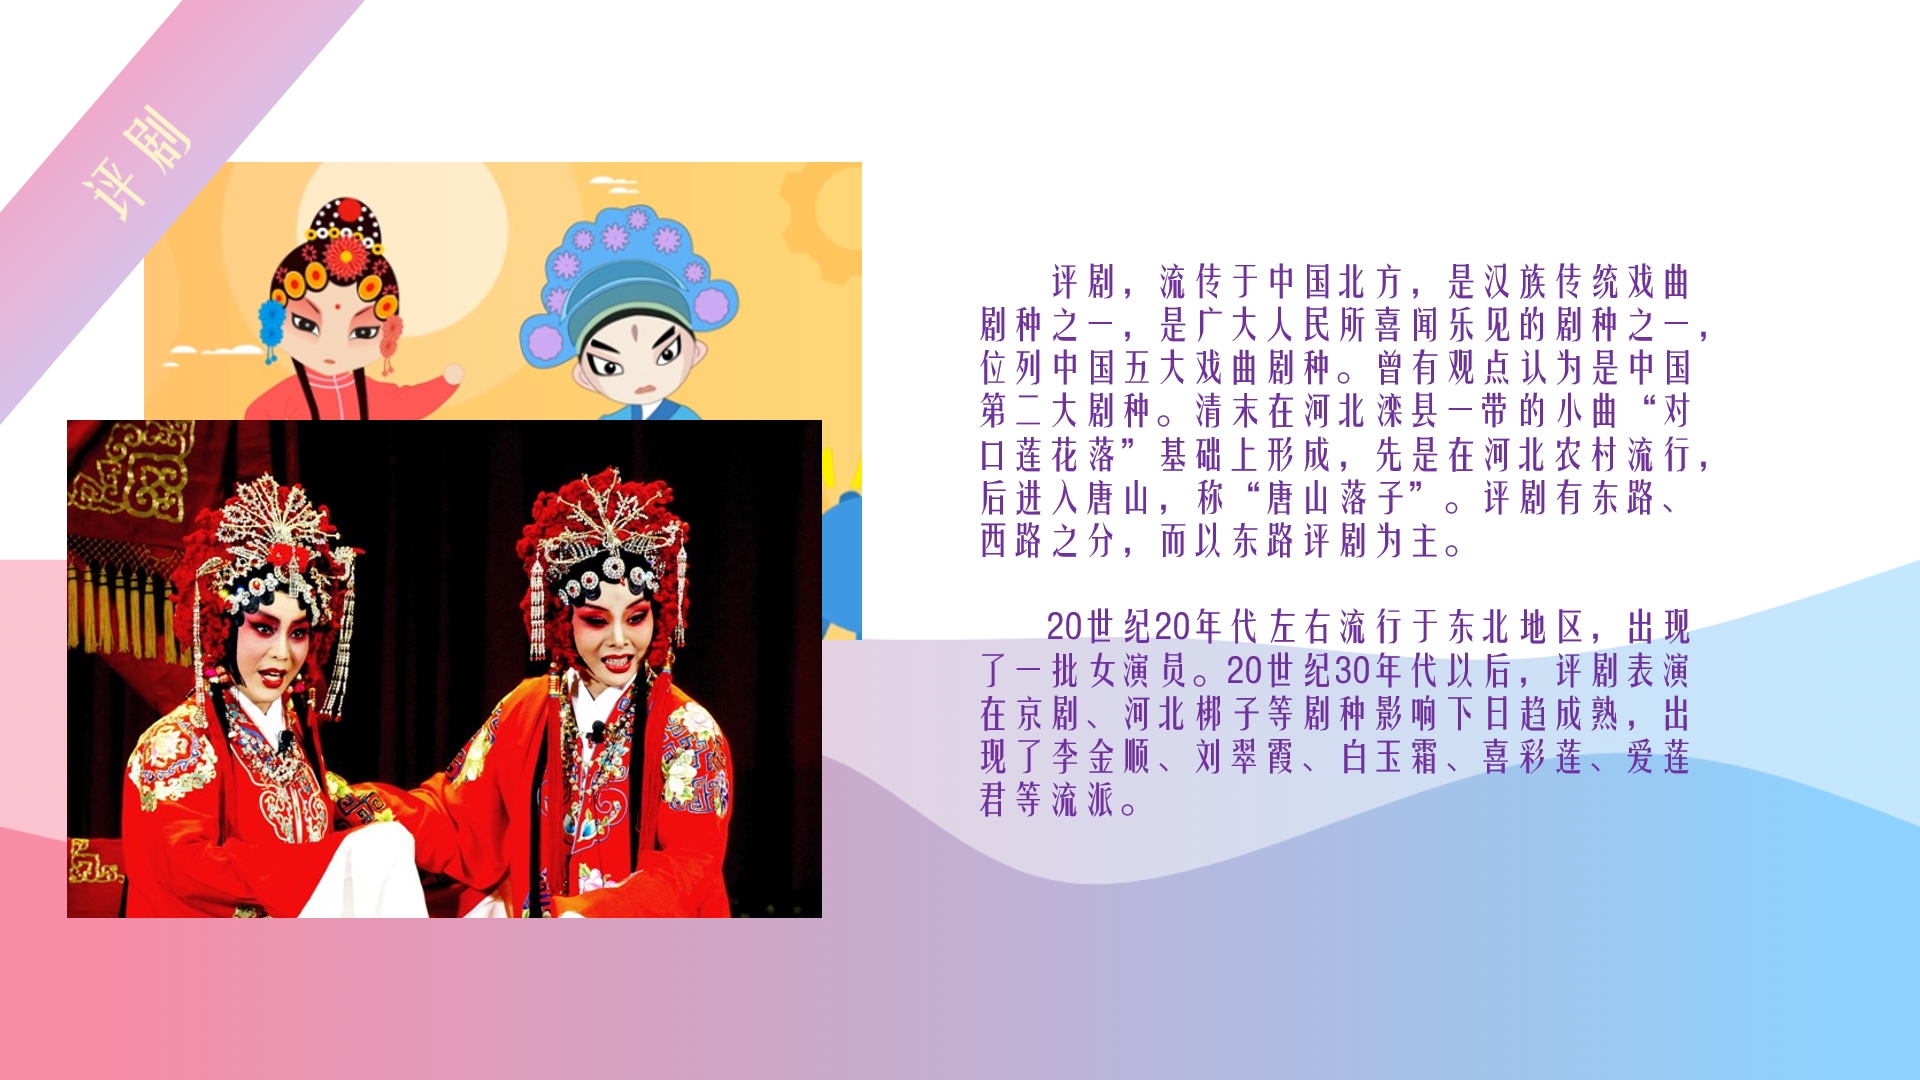 评剧
评剧，流传于中国北方，是汉族传统戏曲
剧种之一，是广大人民所喜闻乐见的剧种之一，
位列中国五大戏曲剧种。曾有观点认为是中国
第二大剧种。清末在河北滦县一带的小曲“对
口莲花落”基础上形成，先是在河北农村流行，
后进入唐山，称“唐山落子”。评剧有东路、
西路之分，而以东路评剧为主。
20世纪20年代左右流行于东北地区，出现
了一批女演员。20世纪30年代以后，评剧表演
在京剧、河北梆子等剧种影响下日趋成熟，出
现了李金顺、刘翠霞、白玉霜、喜彩莲、爱莲
君等流派。